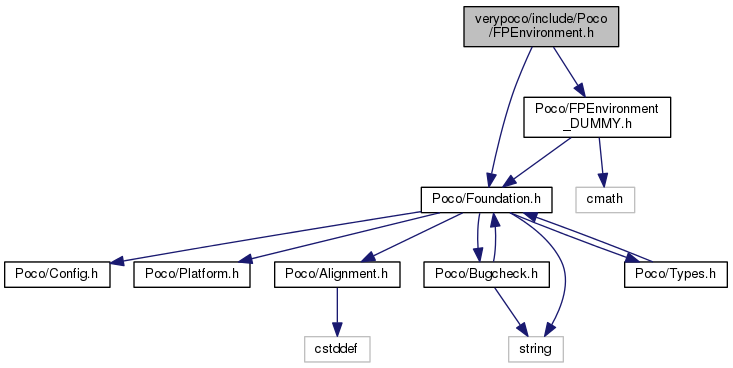 verypoco/include/Poco
/FPEnvironment.h
Poco/FPEnvironment
_DUMMY.h
Poco/Foundation.h
cmath
Poco/Config.h
Poco/Platform.h
Poco/Alignment.h
Poco/Bugcheck.h
Poco/Types.h
cstddef
string